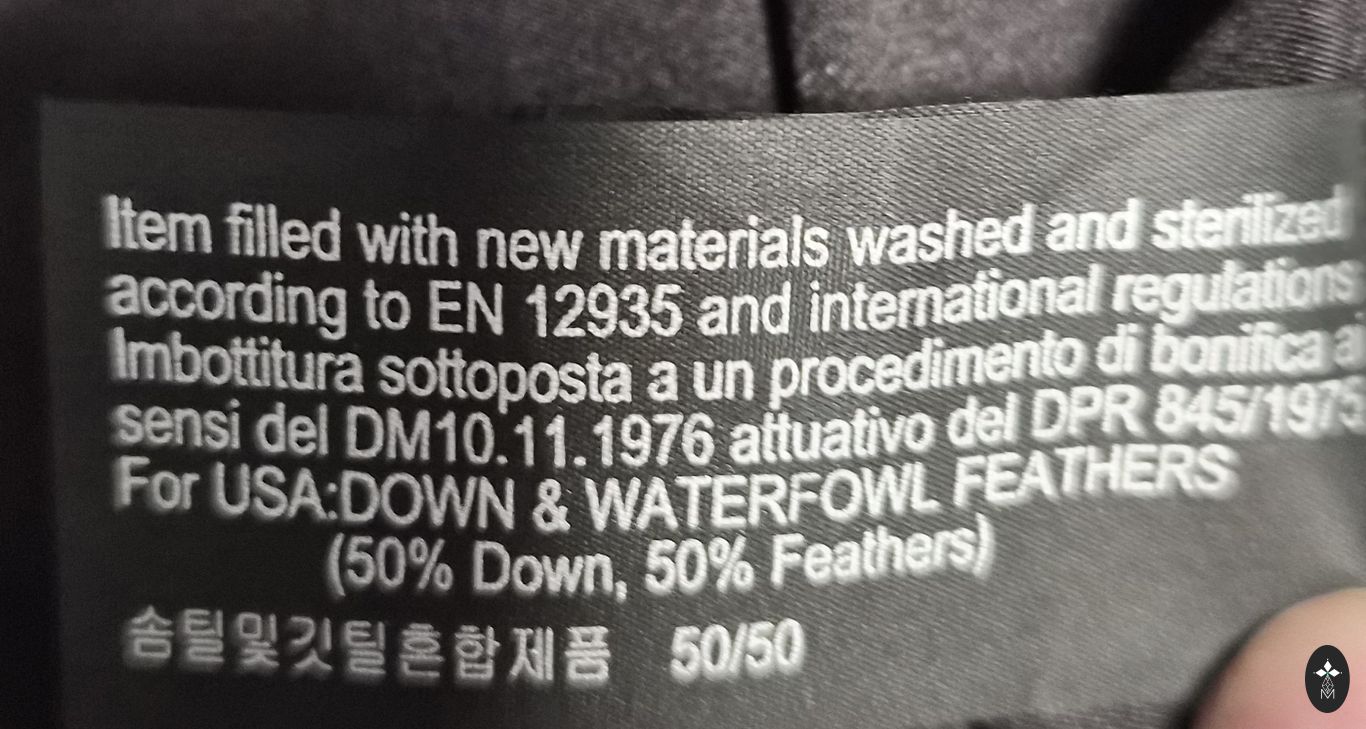 Item filled with new materials washed and sterilized
according to EN 12935 and international regulations
Imbottitura sottoposta a un procedimento di bonifica ai
sensi del DM10.11.1976 attuativo del DPR 845/1975
For USA:DOWN & WATERFOWL FEATHERS
(50% Down, 50% Feathers)
솜털및깃털혼합제품 50/50
M